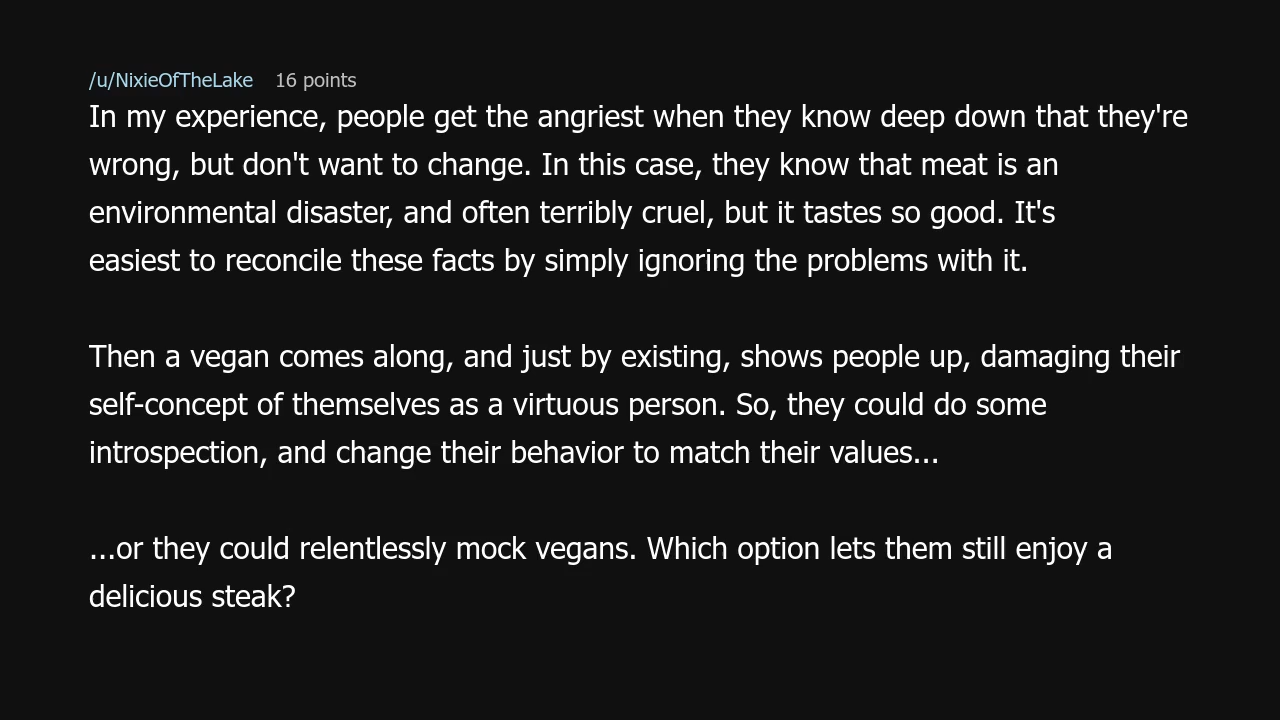 /u/NixieOfTheLake 16 points
In my experience, people get the angriest when they know deep down that they're
wrong, but don't want to change. In this case, they know that meat is an
environmental disaster, and often terribly cruel, but it tastes so good. It's
easiest to reconcile these facts by simply ignoring the problems with it.
Then a vegan comes along, and just by existing, shows people up, damaging their
self-concept of themselves as a virtuous person. So, they could do some
introspection, and change their behavior to match their values...
...or they could relentlessly mock vegans. Which option lets them still enjoy a
delicious steak?